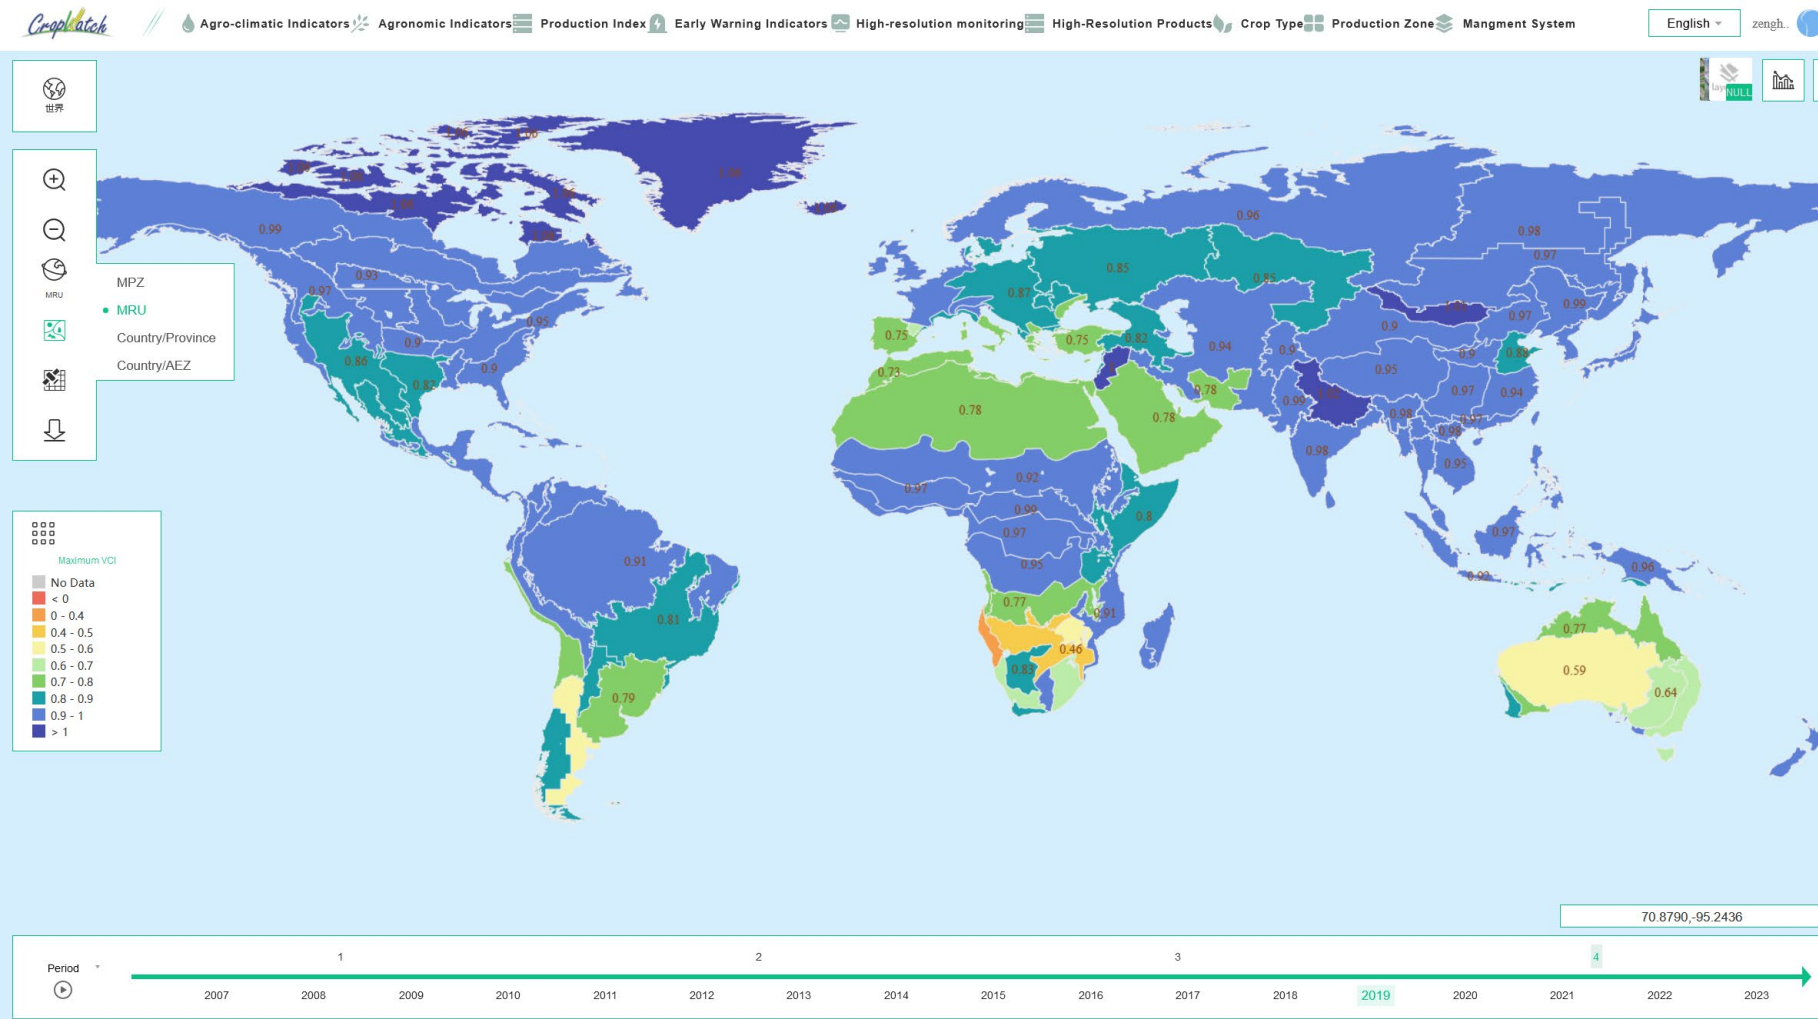 CropWatch
Agro-climatic Indicators
Agronomic Indicators
Production Index
Early Warning Indicators
High-resolution monitoring
High-Resolution Products
Crop Type
Production Zone
Mangment System
English
zengh..
世界
NULL
MRU
MPZ
MRU
Country/Province
Country/AEZ
0.99
0.93
0.97
0.95
0.9
0.86
0.82
0.9
0.91
0.81
0.79
0.96
0.98
0.97
0.85
0.85
0.87
0.99
0.97
0.75
0.75
0.82
0.94
0.9
0.9
0.9
0.88
0.73
0.78
0.78
0.78
0.95
0.97
0.94
0.99
0.98
0.97
0.98
0.98
0.95
0.92
0.97
0.99
0.97
0.95
0.8
0.97
0.96
0.92
0.77
0.91
0.46
0.83
0.77
0.59
0.64
Maximum VCI
No Data
< 0
0 - 0.4
0.4 - 0.5
0.5 - 0.6
0.6 - 0.7
0.7 - 0.8
0.8 - 0.9
0.9 - 1
> 1
70.8790,-95.2436
Period
1
2
3
4
2007
2008
2009
2010
2011
2012
2013
2014
2015
2016
2017
2018
2019
2020
2021
2022
2023